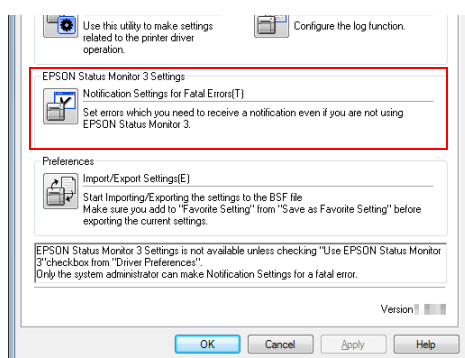 Use this utility to make settings
related to the printer driver
operation.
Configure the log function.
EPSON Status Monitor 3 Settings
Notification Settings for Fatal Errors(T)
Set errors which you need to receive a notification even if you are not using
EPSON Status Monitor 3.
Preferences
Import/Export Settings(E)
Start Importing/Exporting the settings to the BSF file
Make sure you add to "Favorite Setting" from "Save as Favorite Setting" before
exporting the current settings.
EPSON Status Monitor 3 Settings is not available unless checking "Use EPSON Status Monitor
3"checkbox from "Driver Preferences".
Only the system administrator can make Notification Settings for a fatal error.
Version
OK
Cancel
Apply
Help